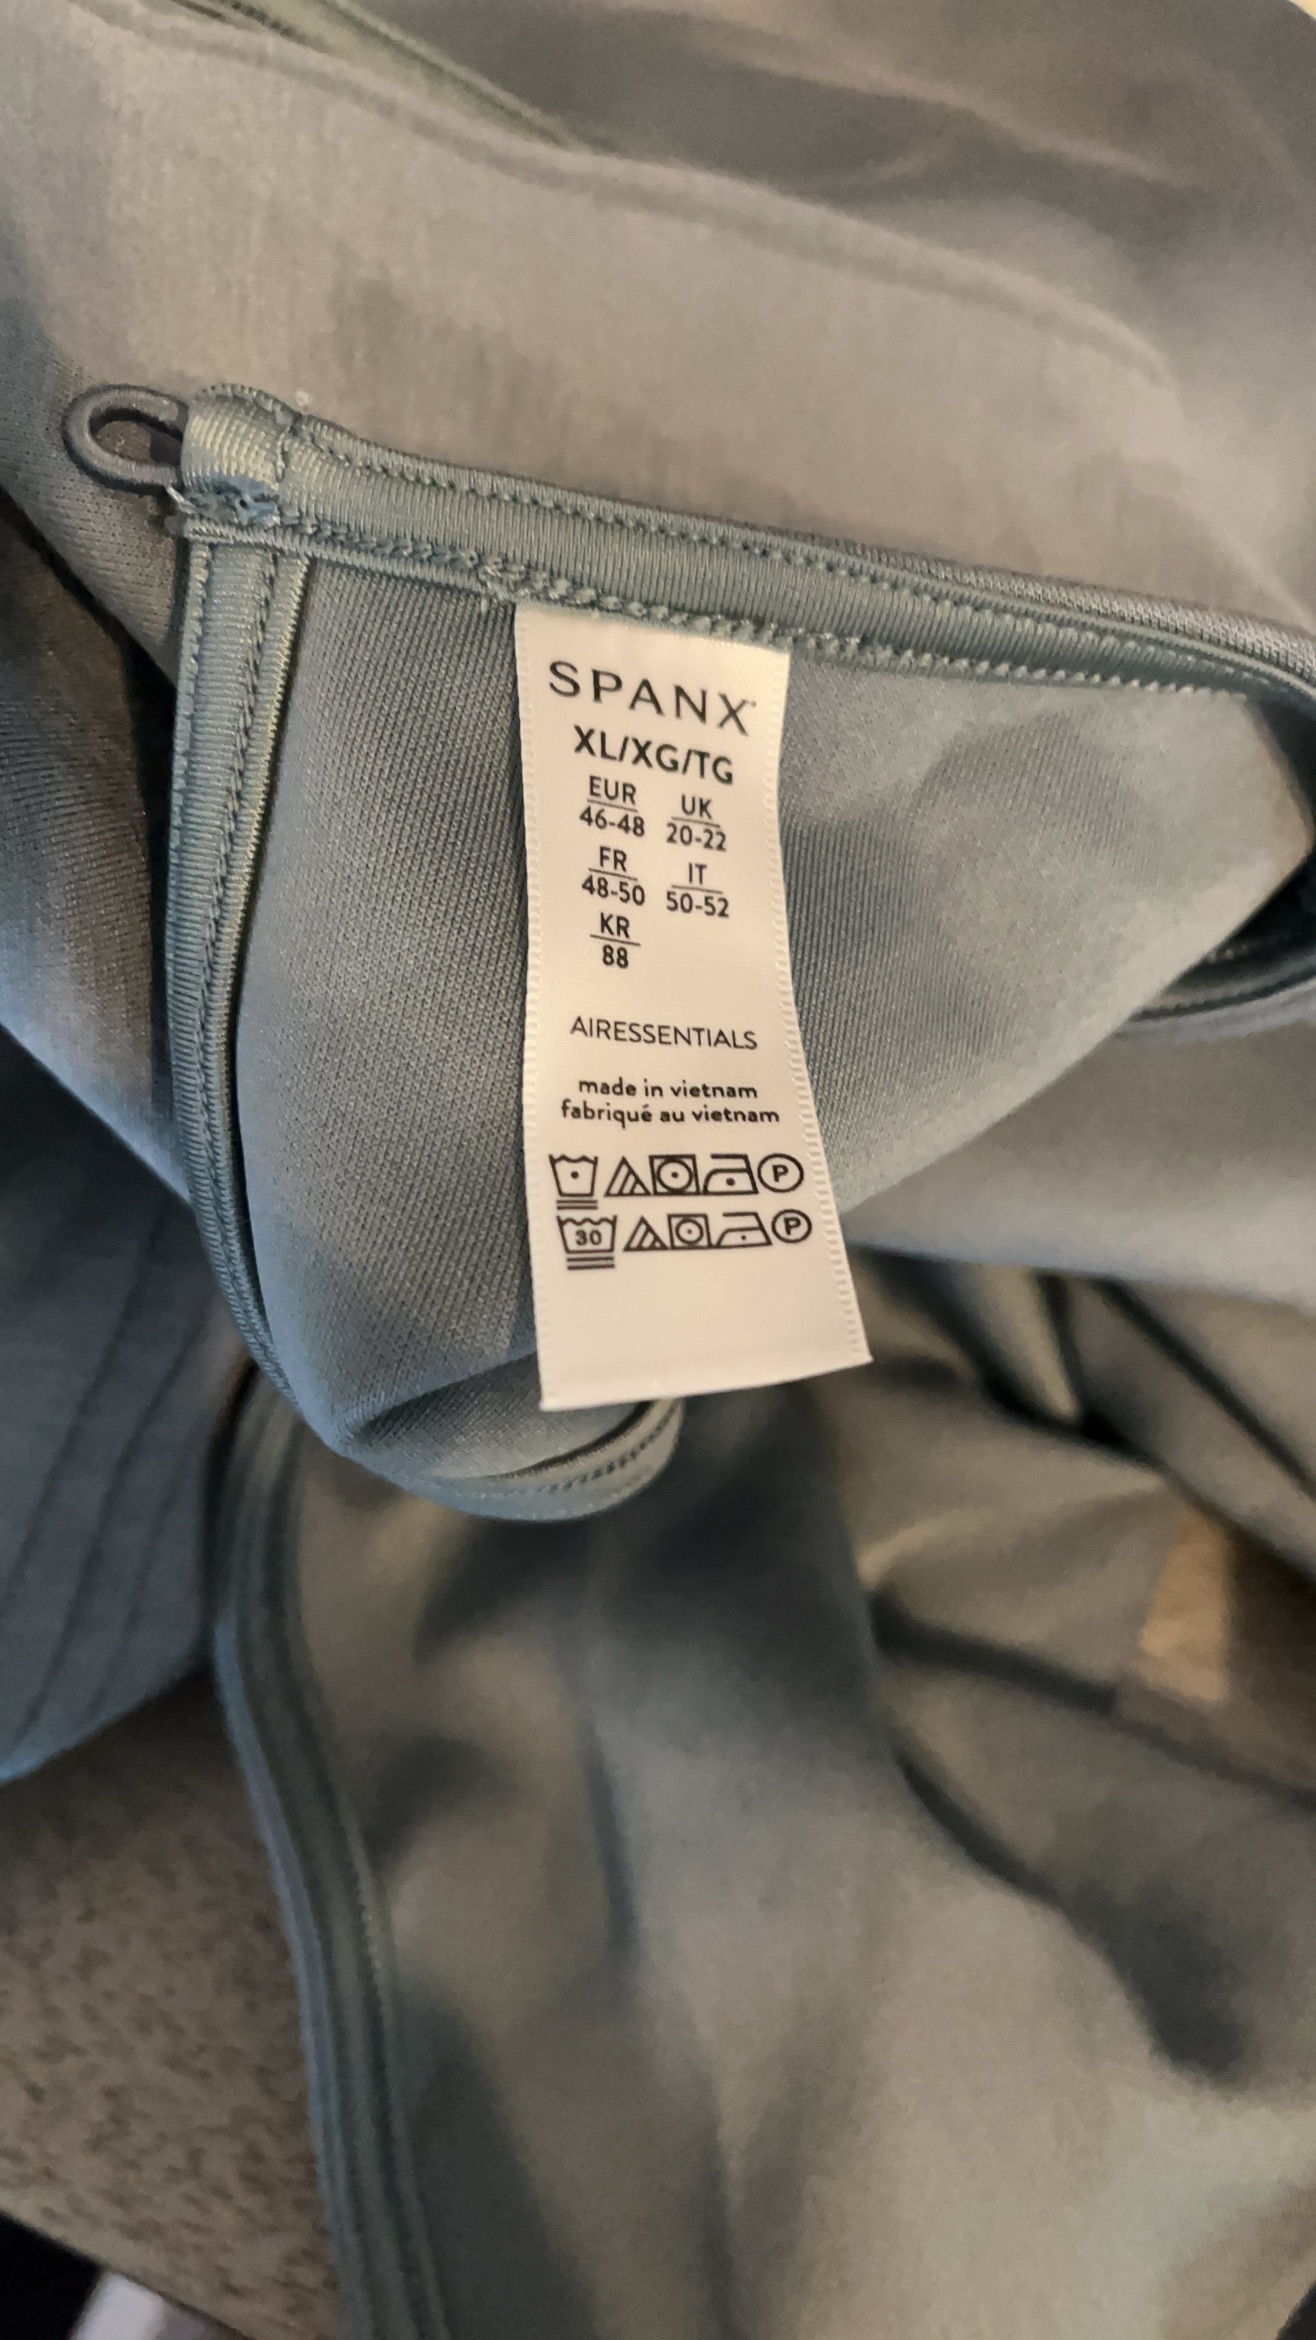 SPANX
XL/XG/TG
EUR UK
46-48 20-22
FR IT
48-50 50-52
KR
88
AIRESSENTIALS
made in vietnam
fabriqué au vietnam
P
30 P